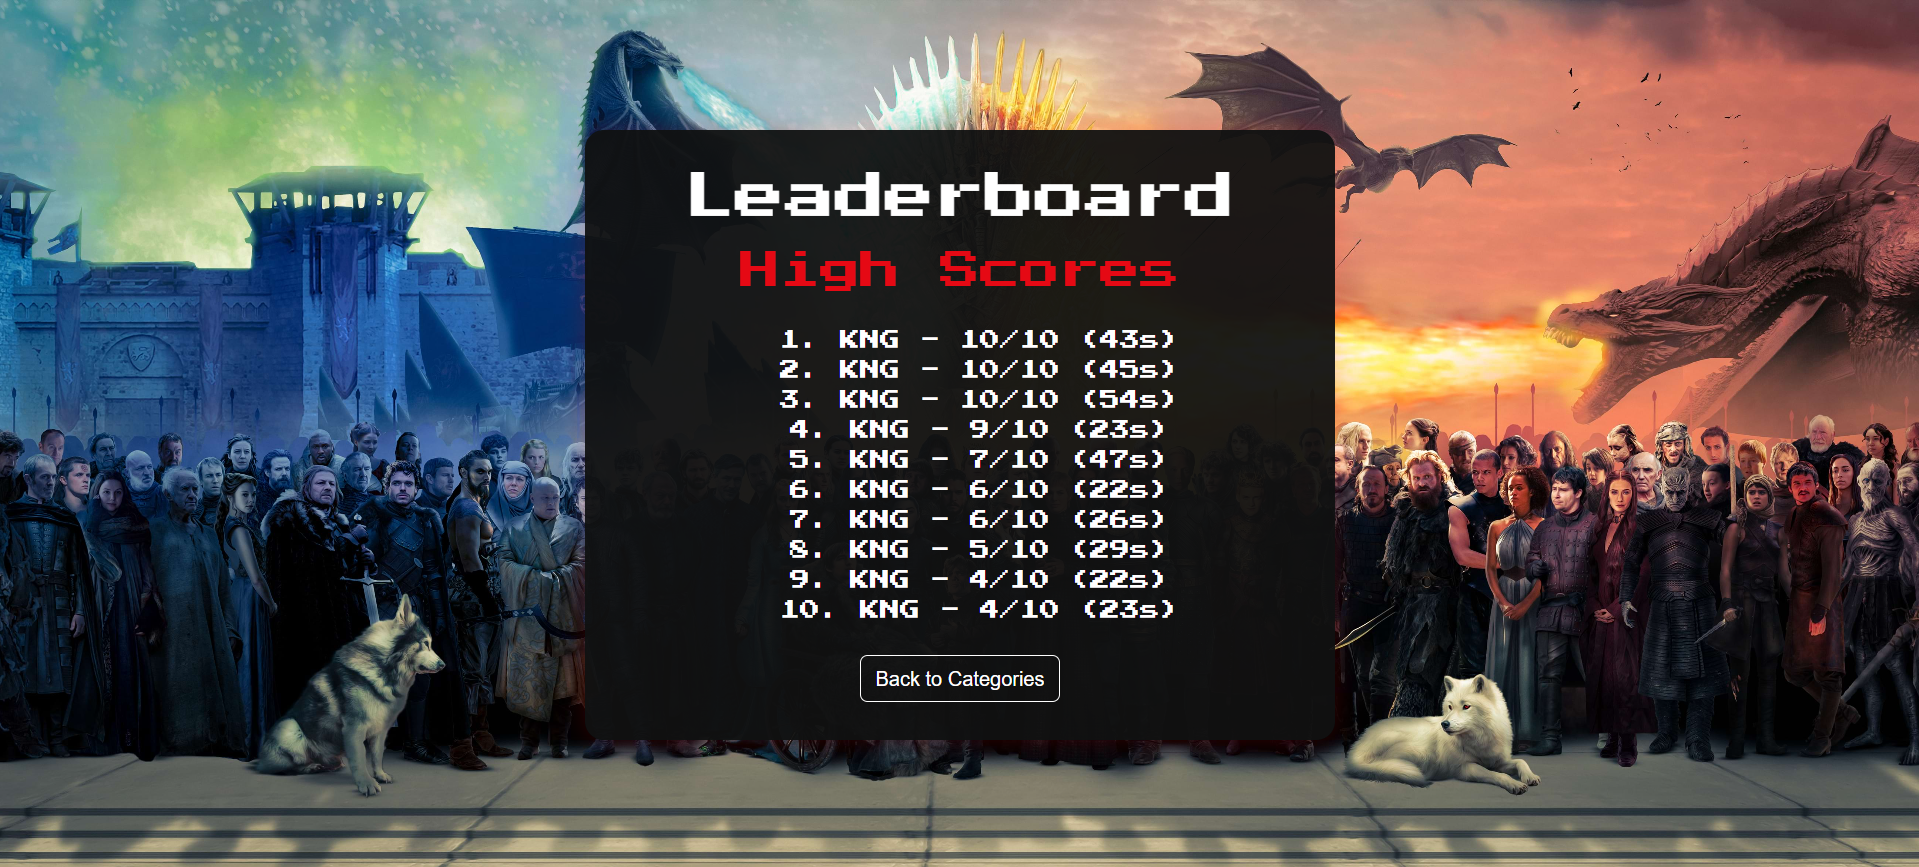 Leaderboard
High Scores
1. KNG - 10/10 (43s)
2. KNG - 10/10 (45s)
3. KNG - 10/10 (54s)
4. KNG - 9/10 (23s)
5. KNG - 7/10 (47s)
6. KNG - 6/10 (22s)
7. KNG - 6/10 (26s)
8. KNG - 5/10 (29s)
9. KNG - 4/10 (22s)
10. KNG - 4/10 (23s)
Back to Categories